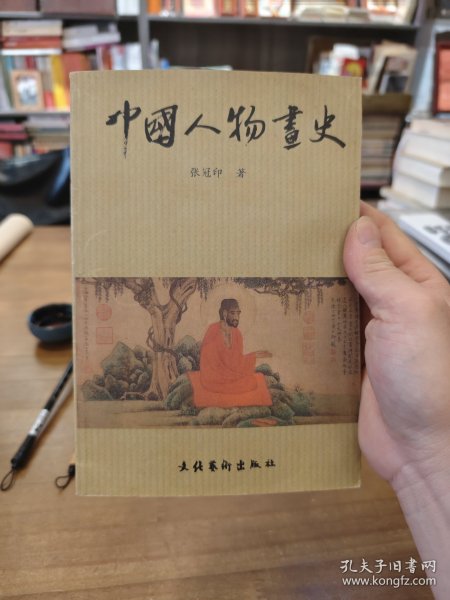 中國人物畫史
张冠印 著
文化藝術出版社
孔夫子旧书网
www.kongfz.com